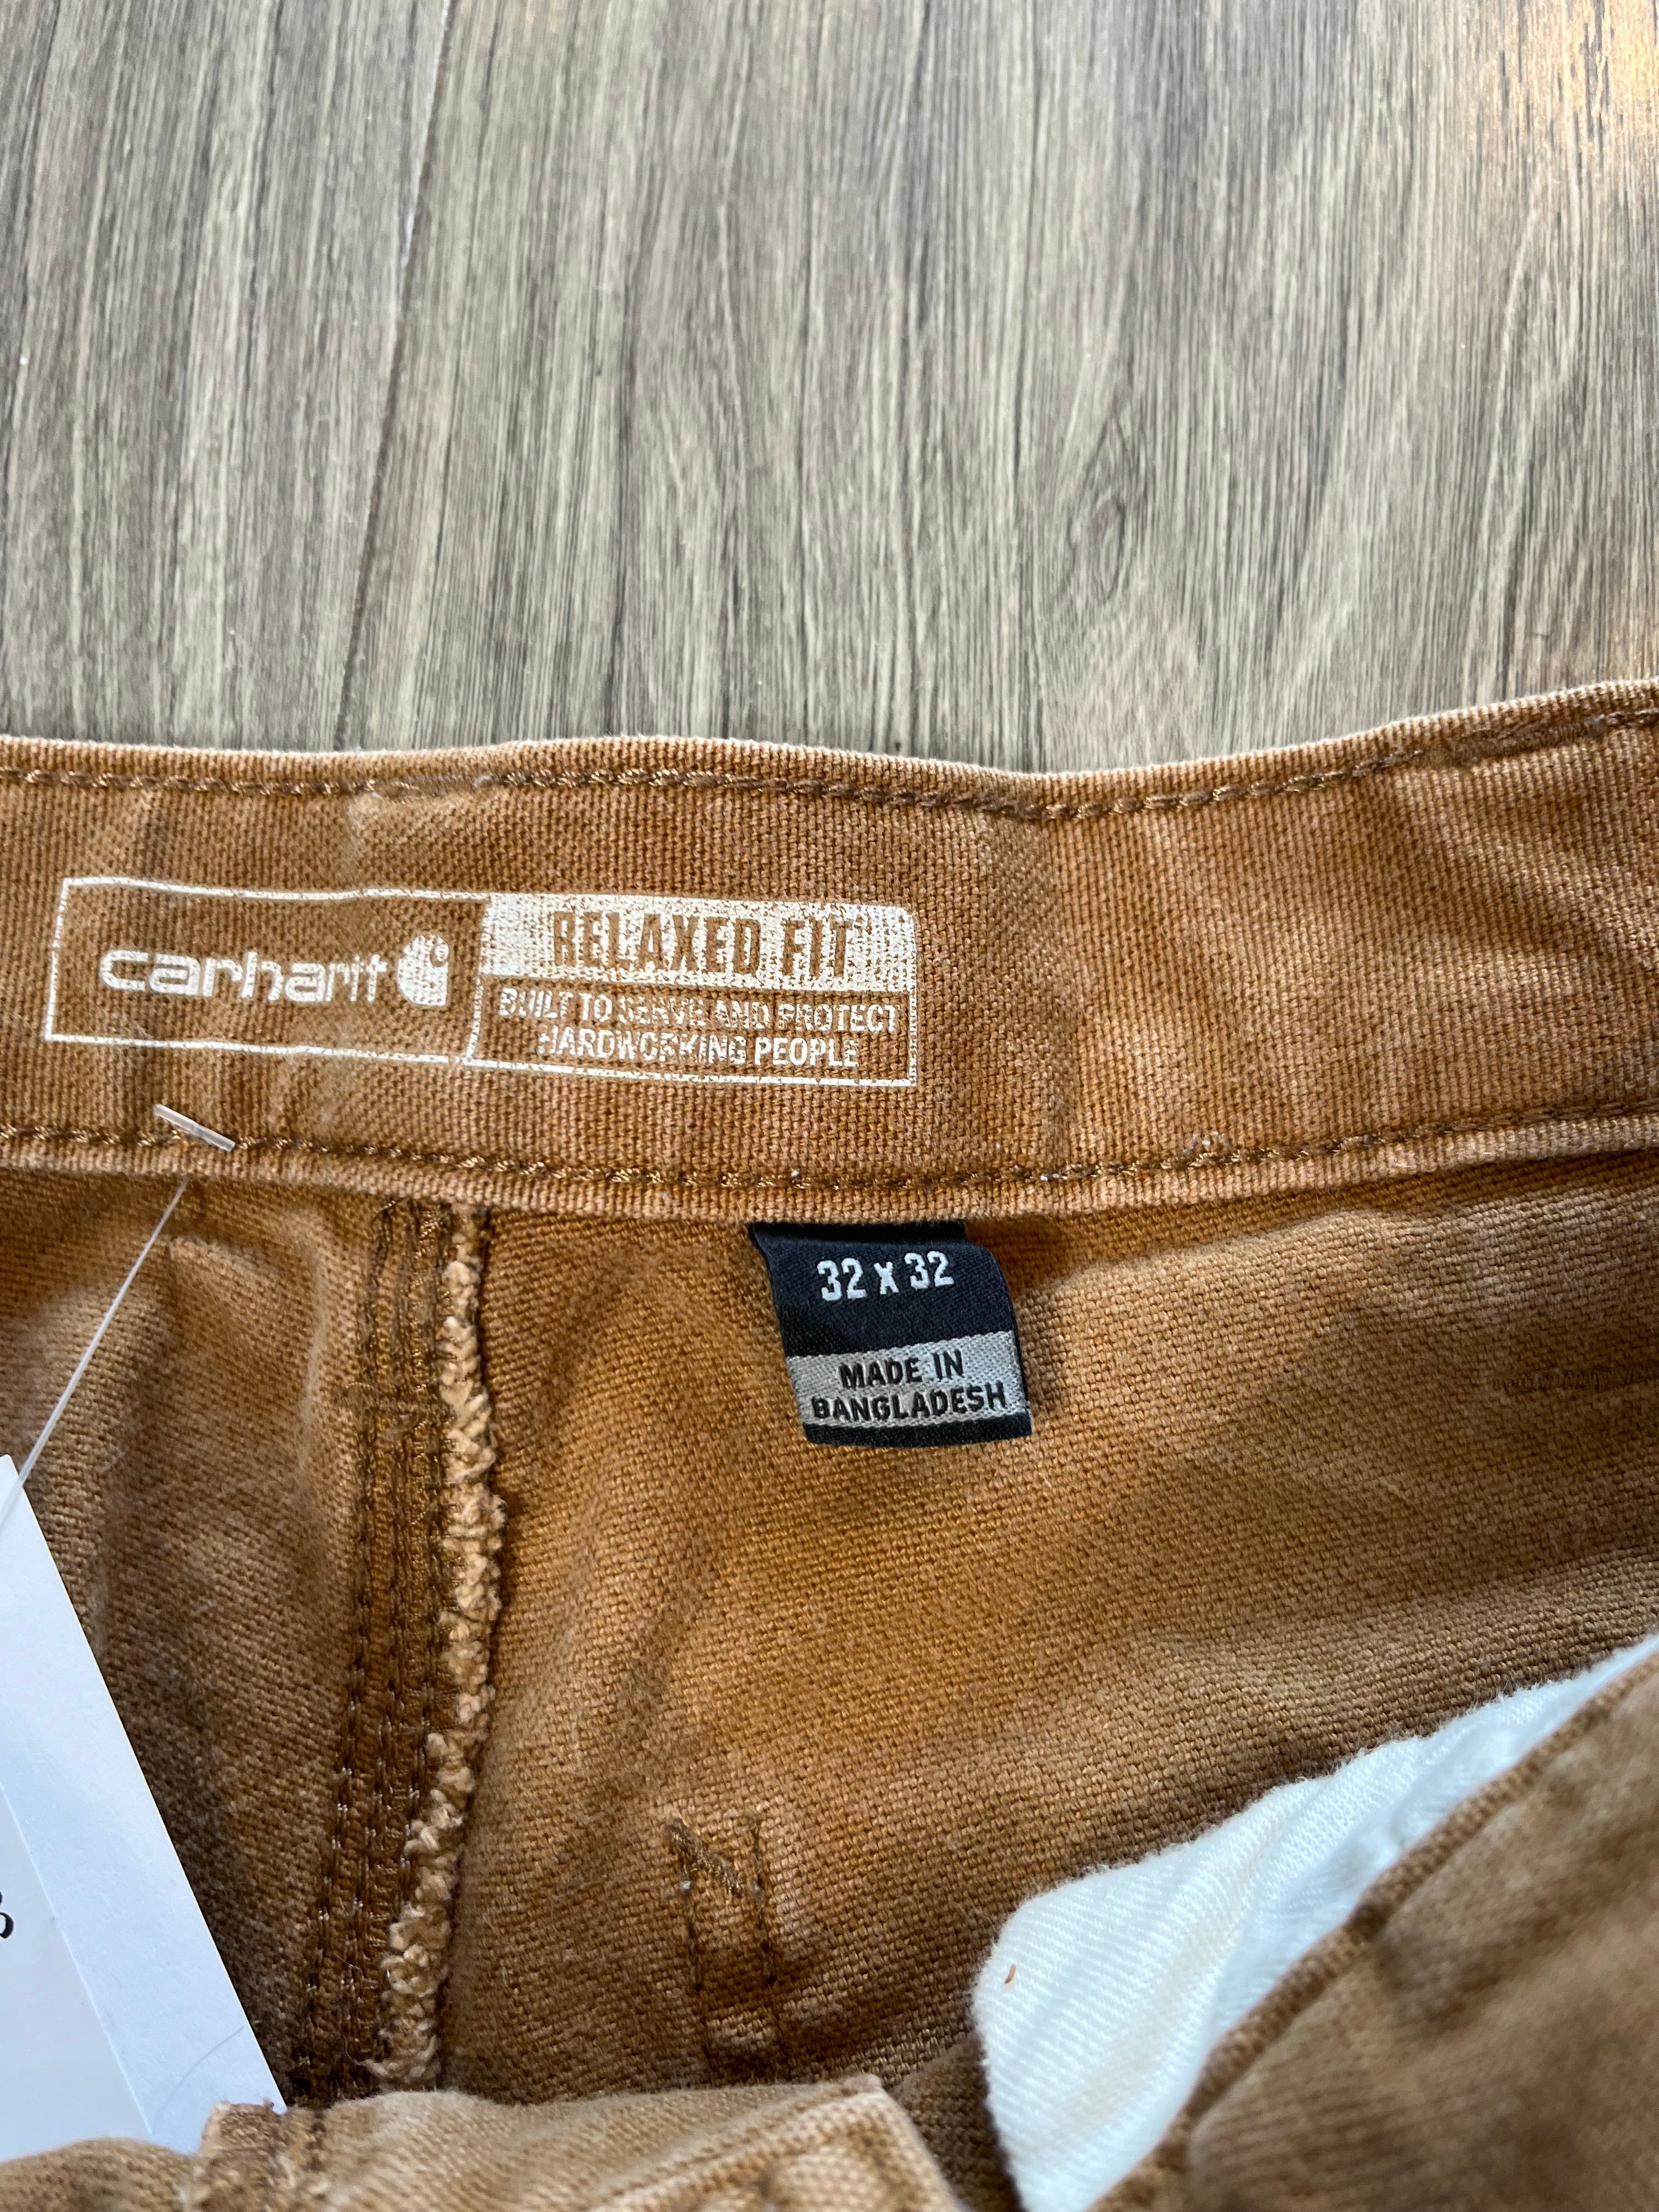 carhartt
RELAXED FIT
BUILT TO SERVE AND PROTECT
HARDWORKING PEOPLE
32 x 32
MADE IN
BANGLADESH